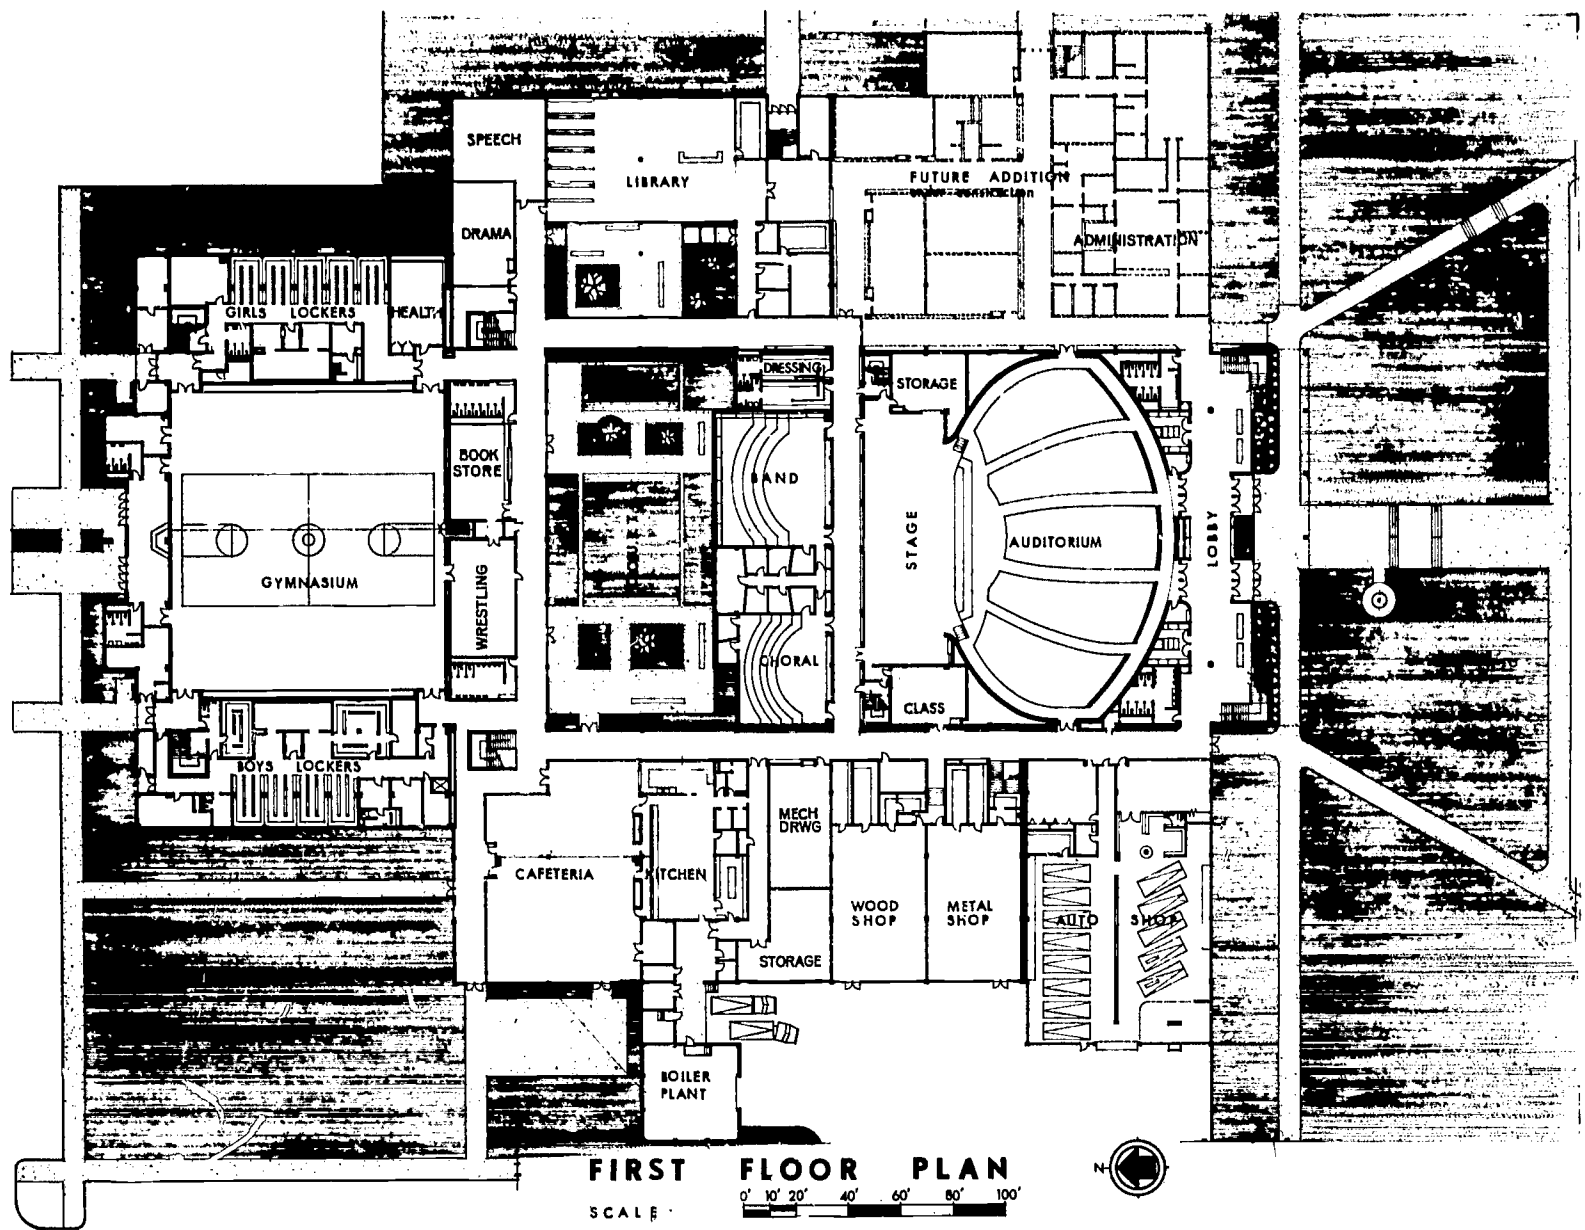 SPEECH
LIBRARY
FUTURE ADDITION
under construction
DRAMA
ADMINISTRATION
GIRLS LOCKERS
HEALTH
DRESSING
STORAGE
BOOK
STORE
BAND
STAGE
AUDITORIUM
LOBBY
GYMNASIUM
WRESTLING
CHORAL
CLASS
BOYS LOCKERS
MECH
DRWG
CAFETERIA
KITCHEN
WOOD
SHOP
METAL
SHOP
AUTO SHOP
STORAGE
BOILER
PLANT
FIRST FLOOR PLAN
N
SCALE
0' 10' 20' 40' 60' 80' 100'